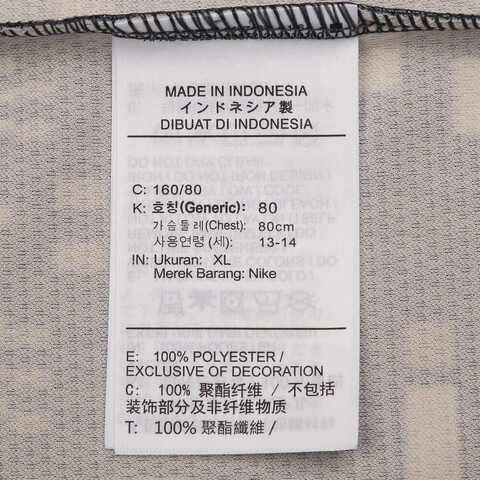 MADE IN INDONESIA
インドネシア製
DIBUAT DI INDONESIA
C: 160/80
K: 호칭(Generic): 80
가슴둘레(Chest): 80cm
사용연령 (세): 13-14
IN: Ukuran: XL
Merek Barang: Nike
E: 100% POLYESTER /
EXCLUSIVE OF DECORATION
C: 100% 聚酯纤维 / 不包括
装饰部分及非纤维物质
T: 100% 聚酯纖維 /